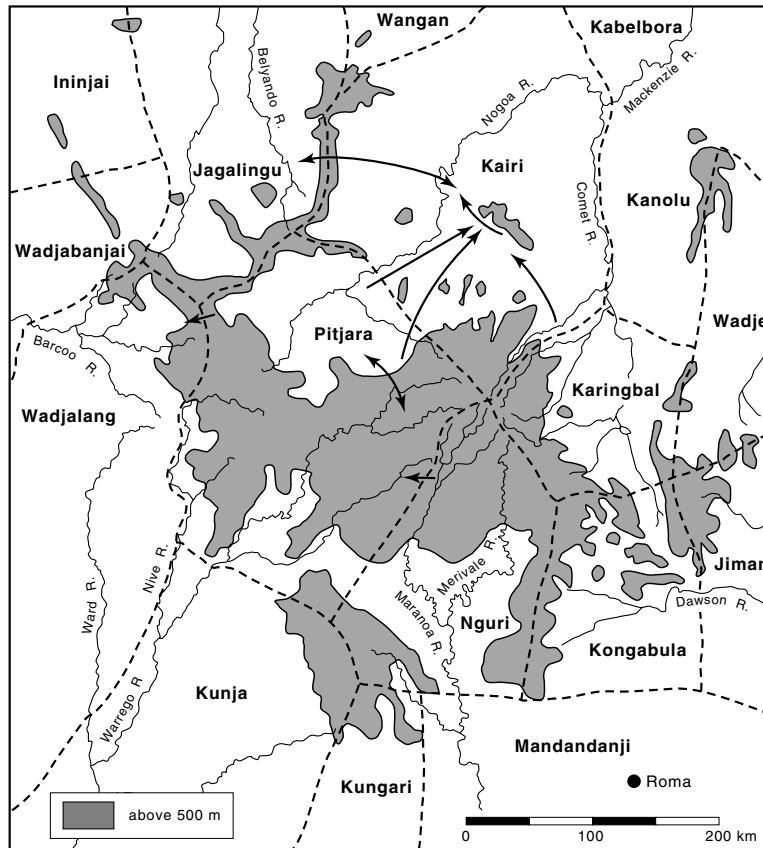 Wangan
Kabelbora
Ininjai
Belyando R.
Mackenzie R.
Nogoa R.
Jagalingu
Kairi
Kanolu
Comet R.
Wadjabanjai
Pitjara
Wadje
Barcoo R.
Karingbal
Wadjalang
Nive R.
Merivale R.
Jiman
Ward R.
Maranoa R.
Dawson R.
Nguri
Kongabula
Kunja
Warrego R
Mandandanji
Kungari
Roma
above 500 m
0 100 200 km